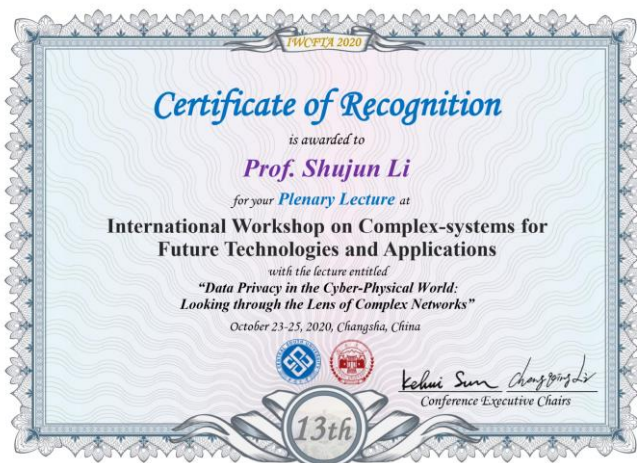 IWCFTA 2020
Certificate of Recognition
is awarded to
Prof. Shujun Li
for your Plenary Lecture at
International Workshop on Complex-systems for
Future Technologies and Applications
with the lecture entitled
“Data Privacy in the Cyber-Physical World:
Looking through the Lens of Complex Networks”
October 23-25, 2020, Changsha, China
Kehui Sun
Conference Executive Chairs
13th